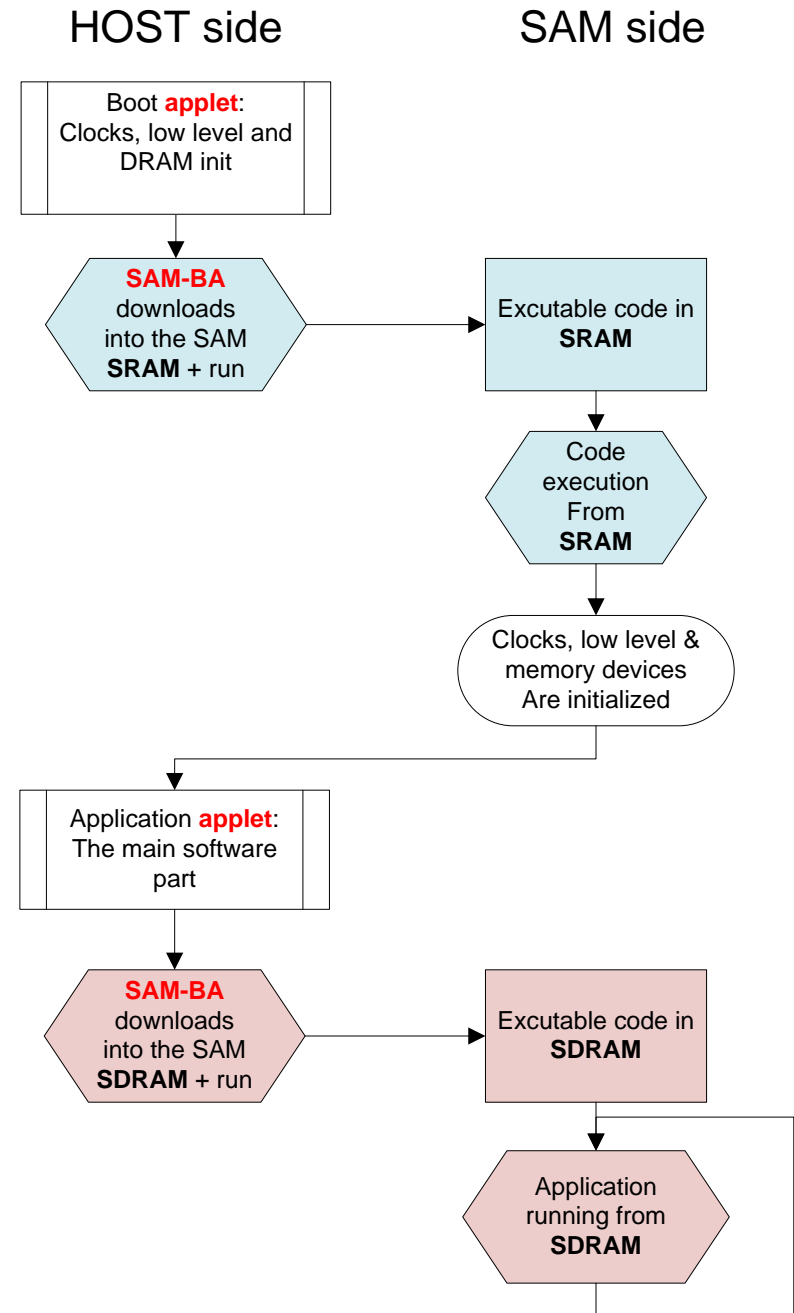 HOST side
SAM side
Boot applet:
Clocks, low level and
DRAM init
SAM-BA
downloads
into the SAM
SRAM + run
Excutable code in
SRAM
Code
execution
From
SRAM
Clocks, low level &
memory devices
Are initialized
Application applet:
The main software
part
SAM-BA
downloads
into the SAM
SDRAM + run
Excutable code in
SDRAM
Application
running from
SDRAM